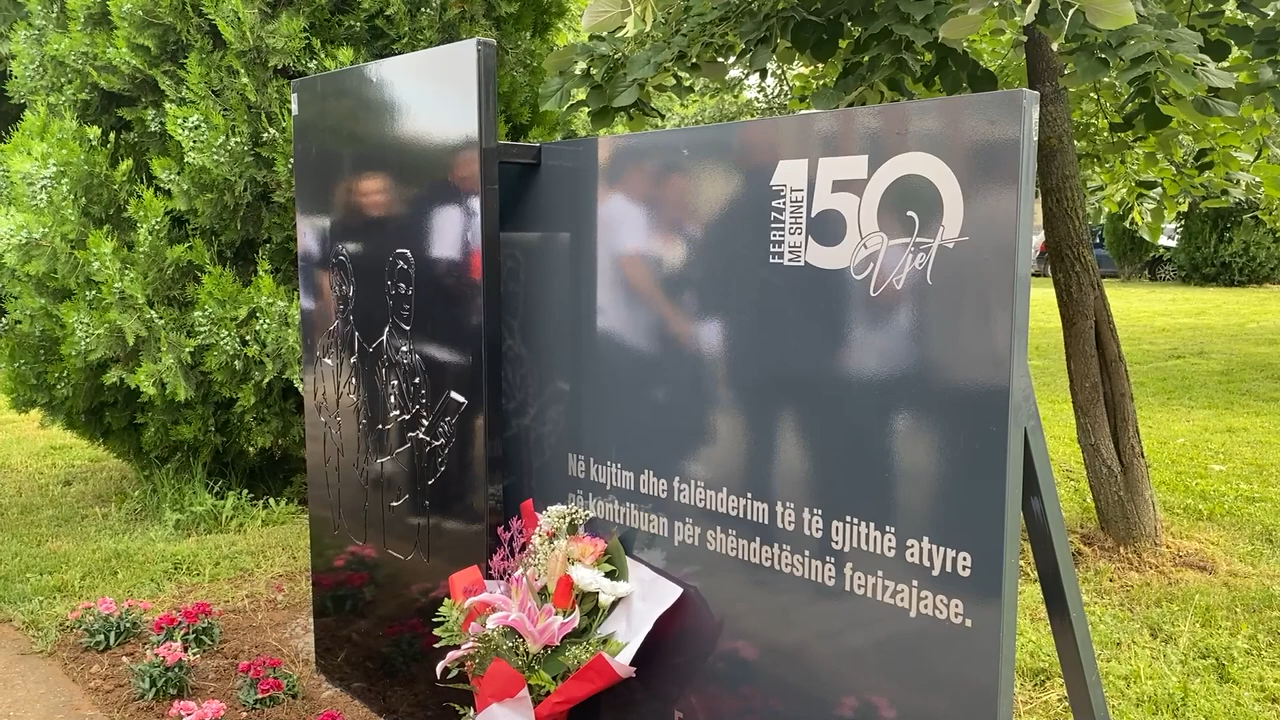 FERIZAJ
ME SHNET
150
Vjet
Në kujtim dhe falënderim të të gjithë atyre
që kontribuan për shëndetësinë ferizajase.